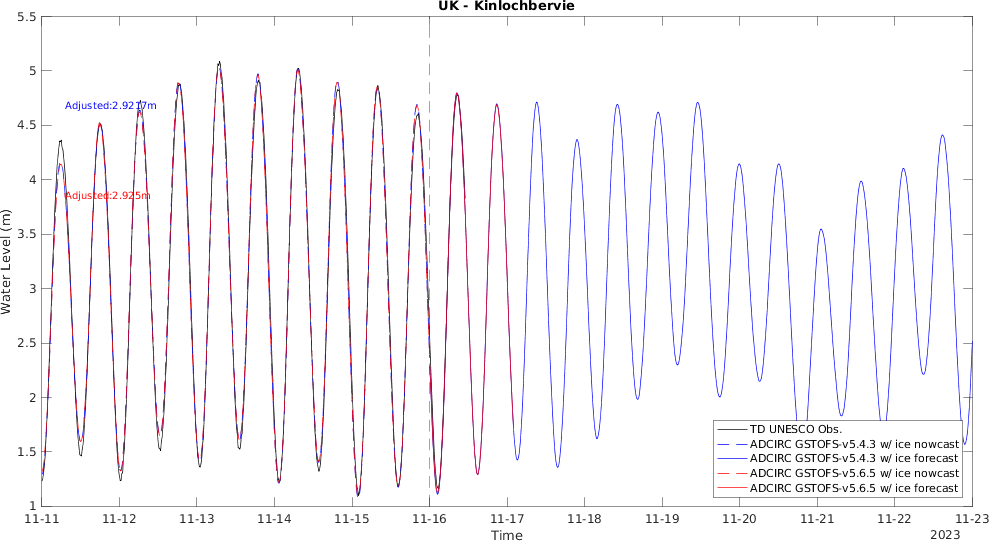 UK - Kinlochbervie
5.5
5
4.5
4
3.5
3
2.5
2
1.5
1
Water Level (m)
Adjusted:2.9217m
Adjusted:2.925m
TD UNESCO Obs.
ADCIRC GSTOFS-v5.4.3 w/ ice nowcast
ADCIRC GSTOFS-v5.4.3 w/ ice forecast
ADCIRC GSTOFS-v5.6.5 w/ ice nowcast
ADCIRC GSTOFS-v5.6.5 w/ ice forecast
11-11 11-12 11-13 11-14 11-15 11-16 11-17 11-18 11-19 11-20 11-21 11-22 11-23
Time
2023